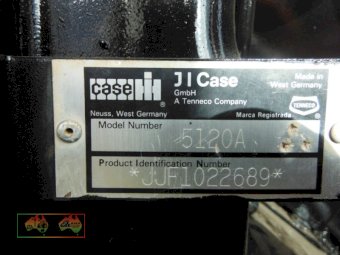 case IH
J I Case
GmbH
A Tenneco Company
Made in
West Germany
TENNECO
Neuss, West Germany
Marca Registrada
Model Number
5120A
Product Identification Number
*JJF1022689*